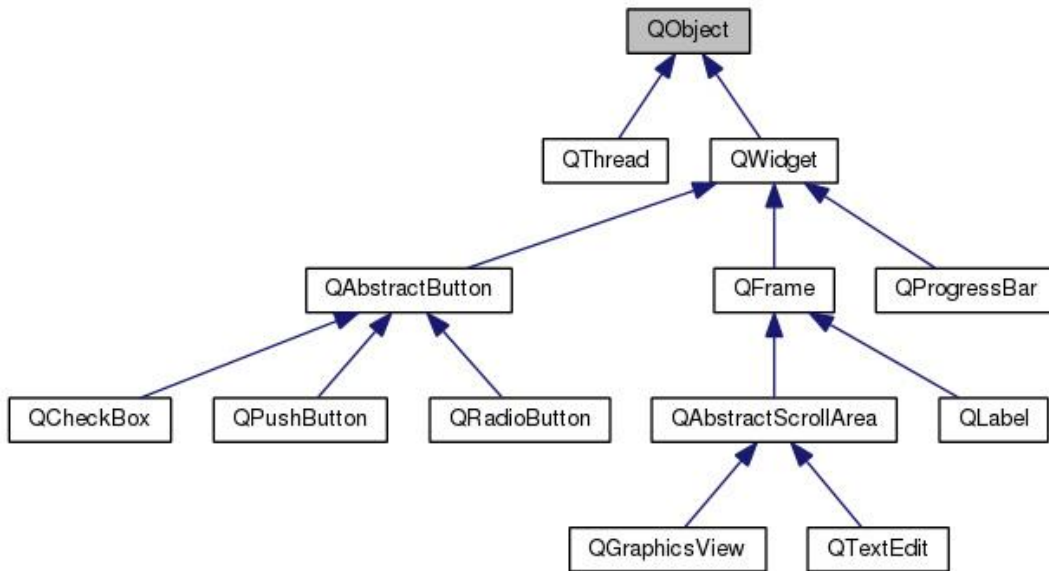 QObject
QThread
QWidget
QAbstractButton
QFrame
QProgressBar
QCheckBox
QPushButton
QRadioButton
QAbstractScrollArea
QLabel
QGraphicsView
QTextEdit